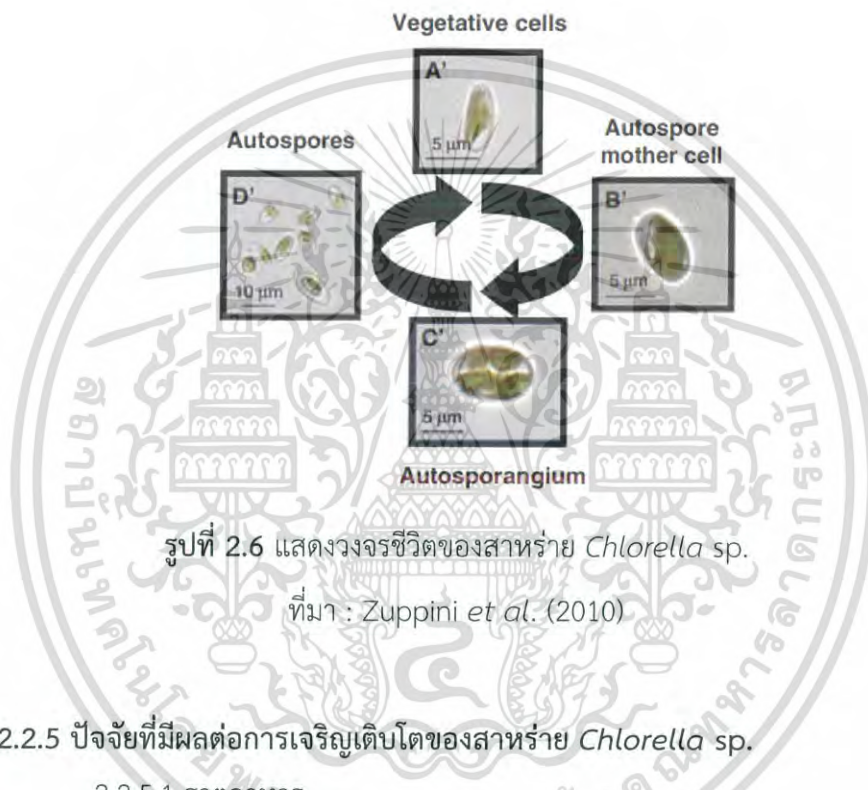 Vegetative cells
A'
5 µm
Autospore
mother cell
B'
5 µm
Autospores
D'
10 µm
C'
5 µm
Autosporangium
รูปที่ 2.6 แสดงวงจรชีวิตของสาหร่าย Chlorella sp.
ที่มา : Zuppini et al. (2010)
2.2.5 ปัจจัยที่มีผลต่อการเจริญเติบโตของสาหร่าย Chlorella sp.